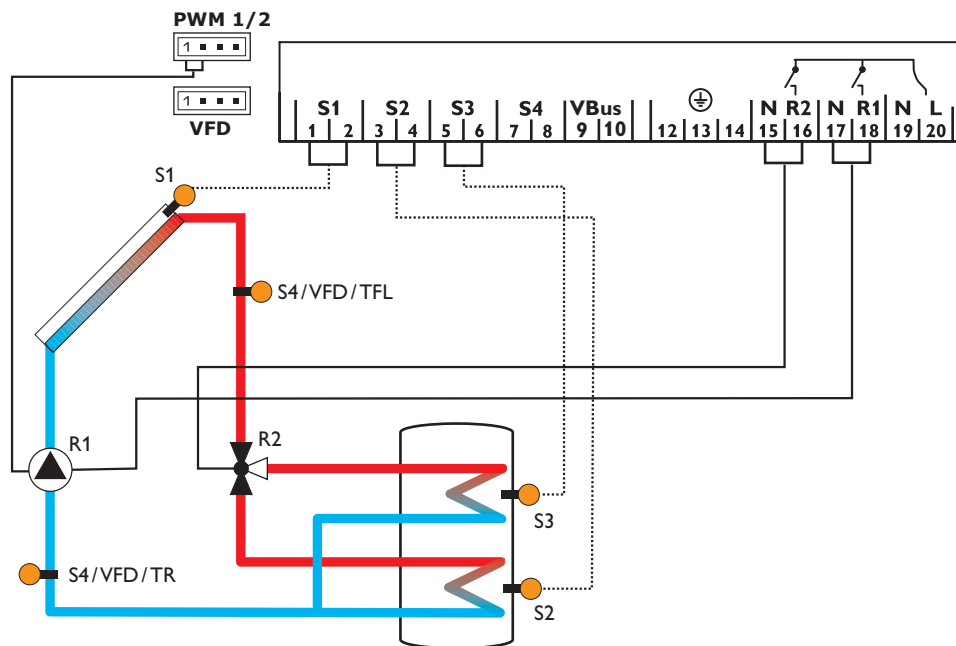 PWM 1/2
1
1
VFD
S1 S2 S3 S4 VBus N R2 N R1 N L
1 2 3 4 5 6 7 8 9 10 12 13 14 15 16 17 18 19 20
S1
S4/VFD/TFL
R1
R2
S3
S4/VFD/TR
S2